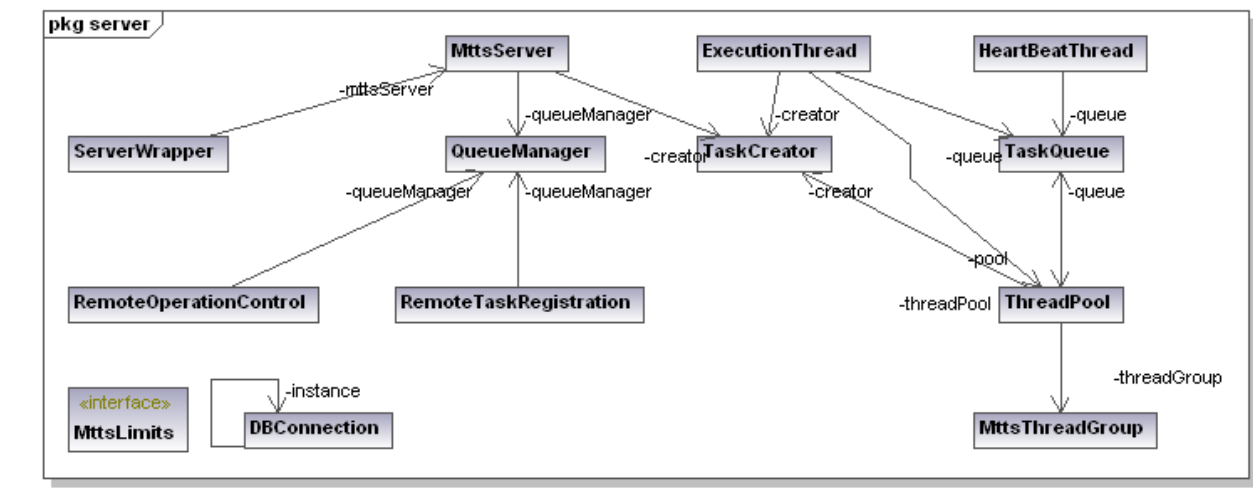 pkg server
MttsServer
ExecutionThread
HeartBeatThread
-mttsServer
-queueManager
-creator
-queue
ServerWrapper
QueueManager
-creator
TaskCreator
-queue
TaskQueue
-queueManager
-queueManager
-creator
-queue
-pool
RemoteOperationControl
RemoteTaskRegistration
-threadPool
ThreadPool
-threadGroup
«interface»
MttsLimits
-instance
DBConnection
MttsThreadGroup